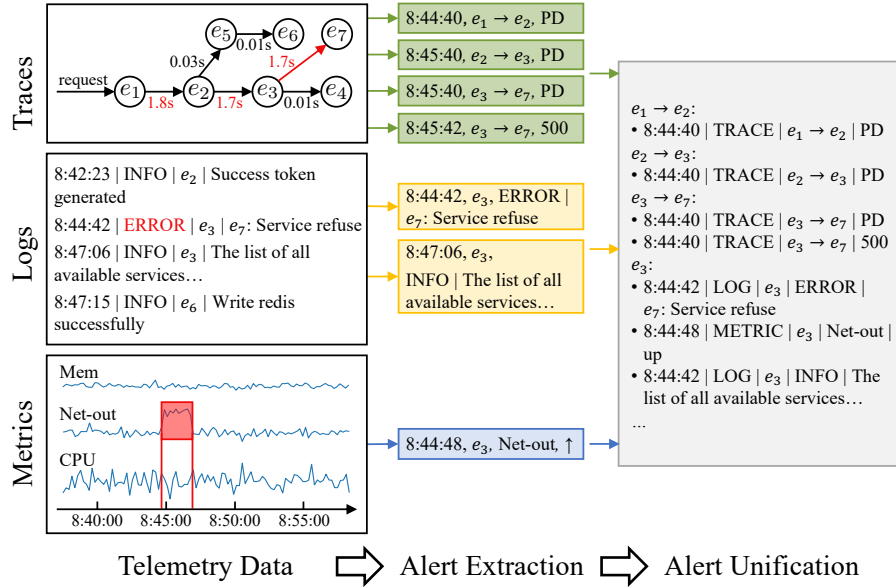 Traces
request
e₁
e₂
e₃
e₄
e₅
e₆
e₇
1.8s
0.03s
1.7s
0.01s
1.7s
0.01s
8:44:40, e₁ → e₂, PD
8:45:40, e₂ → e₃, PD
8:45:40, e₃ → e₇, PD
8:45:42, e₃ → e₇, 500
Logs
8:42:23 | INFO | e₂ | Success token
generated
8:44:42 | ERROR | e₃ | e₇: Service refuse
8:47:06 | INFO | e₃ | The list of all
available services…
8:47:15 | INFO | e₆ | Write redis
successfully
8:44:42, e₃, ERROR |
e₇: Service refuse
8:47:06, e₃,
INFO | The list of all
available services…
Metrics
Mem
Net-out
CPU
8:40:00
8:45:00
8:50:00
8:55:00
8:44:48, e₃, Net-out, ↑
e₁ → e₂:
• 8:44:40 | TRACE | e₁ → e₂ | PD
e₂ → e₃:
• 8:44:40 | TRACE | e₂ → e₃ | PD
e₃ → e₇:
• 8:44:40 | TRACE | e₃ → e₇ | PD
• 8:44:40 | TRACE | e₃ → e₇ | 500
e₃:
• 8:44:42 | LOG | e₃ | ERROR |
e₇: Service refuse
• 8:44:48 | METRIC | e₃ | Net-out |
up
• 8:44:42 | LOG | e₃ | INFO | The
list of all available services…
...
Telemetry Data
Alert Extraction
Alert Unification